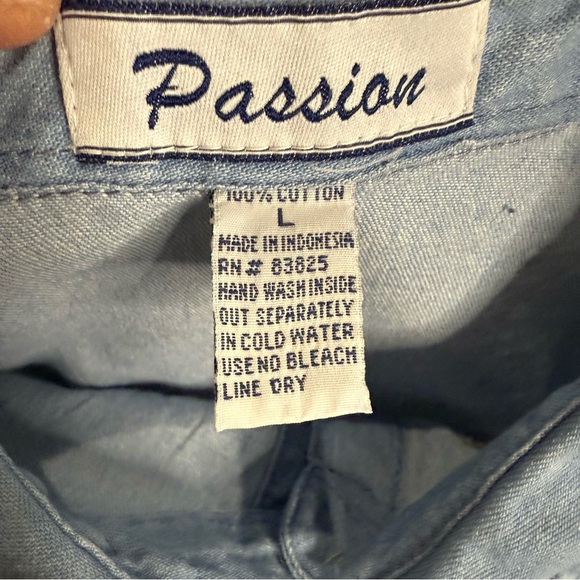 Passion
100% COTTON
L
MADE IN INDONESIA
RN# 83825
HAND WASH INSIDE
OUT SEPARATELY
IN COLD WATER
USE NO BLEACH
LINE DRY